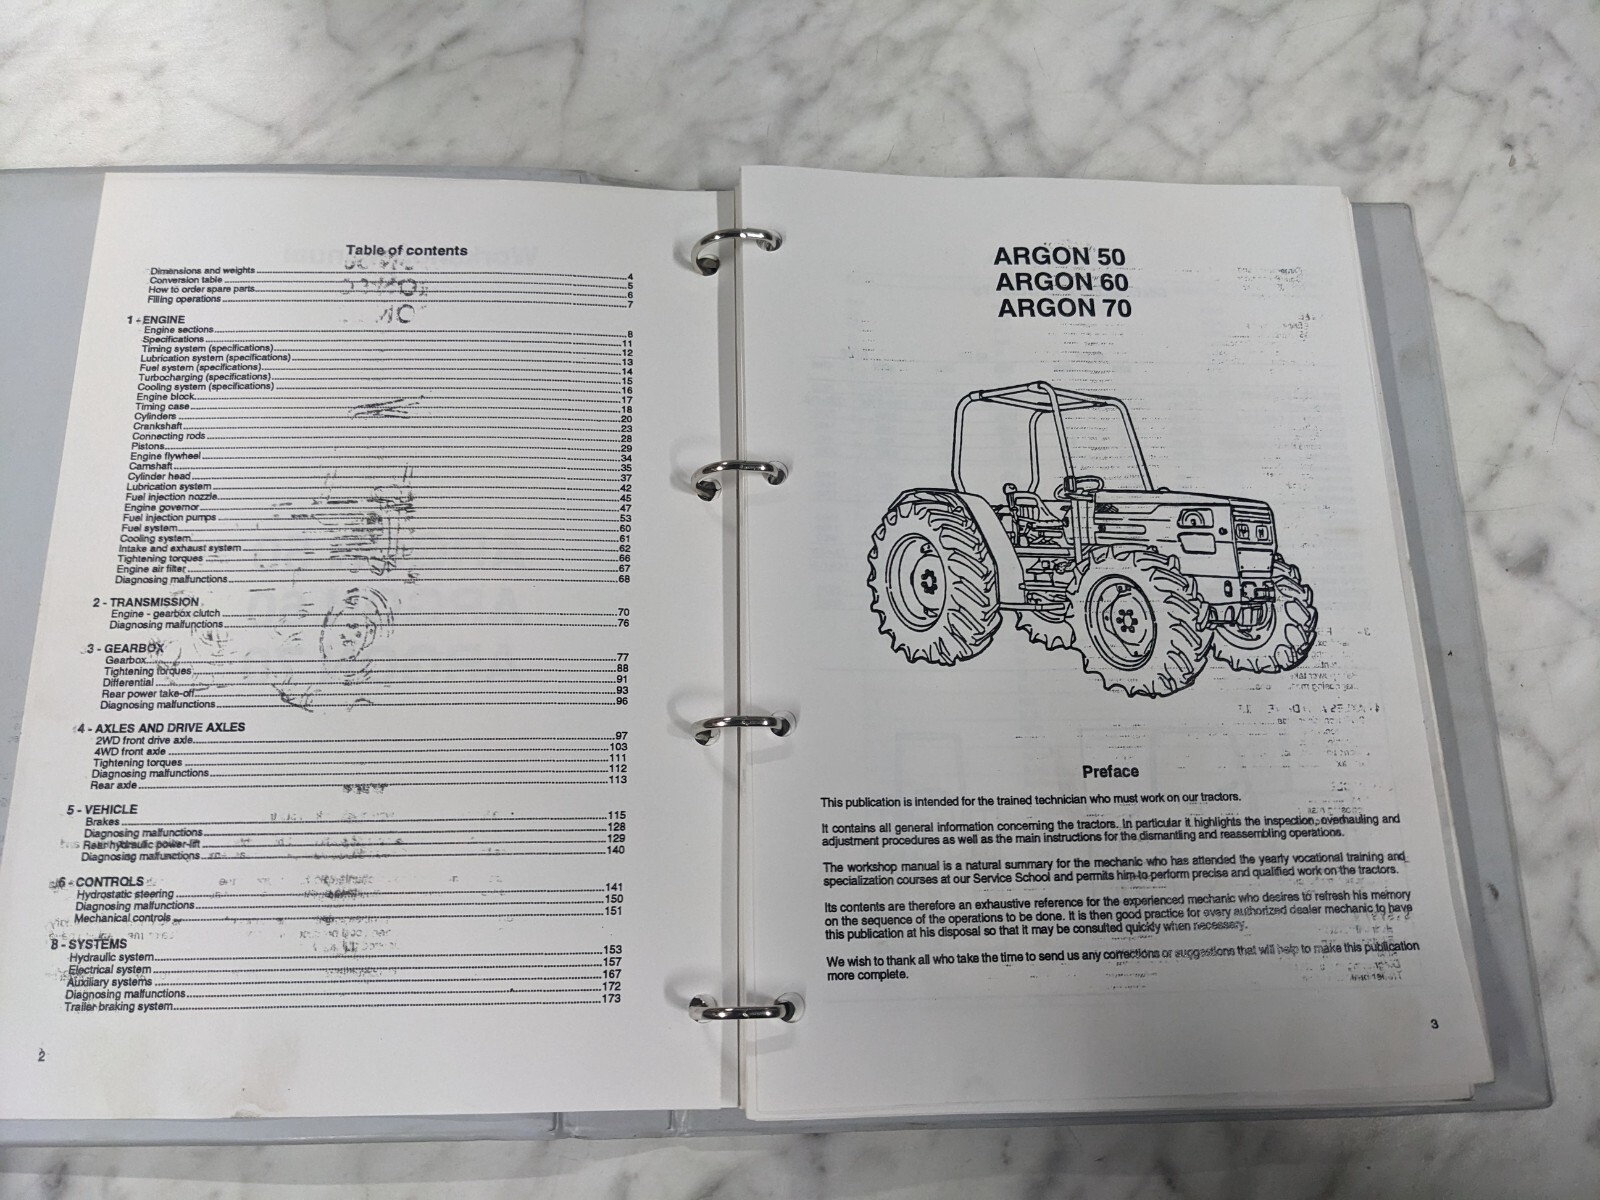 Table of contents
Dimensions and weights 4
Conversion table 5
How to order spare parts 6
Filling operations 7
1 - ENGINE
Engine sections 8
Specifications 11
Timing system (specifications) 12
Lubrication system (specifications) 13
Fuel system (specifications) 14
Turbocharging (specifications) 15
Cooling system (specifications) 16
Engine block 17
Timing case 18
Cylinders 20
Crankshaft 23
Connecting rods 28
Pistons 29
Engine flywheel 34
Camshaft 35
Cylinder head 37
Lubrication system 42
Fuel injection nozzle 45
Engine governor 47
Fuel injection pumps 53
Fuel system 60
Cooling system 61
Intake and exhaust system 62
Tightening torques 66
Engine air filter 67
Diagnosing malfunctions 68
2 - TRANSMISSION
Engine - gearbox clutch 70
Diagnosing malfunctions 76
3 - GEARBOX
Gearbox 77
Tightening torques 88
Differential 91
Rear power take-off 93
Diagnosing malfunctions 96
4 - AXLES AND DRIVE AXLES
2WD front drive axle 97
4WD front axle 103
Tightening torques 111
Diagnosing malfunctions 112
Rear axle 113
5 - VEHICLE
Brakes 115
Diagnosing malfunctions 128
Rear hydraulic power-lift 129
Diagnosing malfunctions 140
6 - CONTROLS
Hydrostatic steering 141
Diagnosing malfunctions 150
Mechanical controls 151
8 - SYSTEMS
Hydraulic system 153
Electrical system 157
Auxiliary systems 167
Diagnosing malfunctions 172
Trailer braking system 173
2
ARGON 50
ARGON 60
ARGON 70
Preface
This publication is intended for the trained technician who must work on our tractors.
It contains all general information concerning the tractors. In particular it highlights the inspection, overhauling and
adjustment procedures as well as the main instructions for the dismantling and reassembling operations.
The workshop manual is a natural summary for the mechanic who has attended the yearly vocational training and
specialization courses at our Service School and permits him to perform precise and qualified work on the tractors.
Its contents are therefore an exhaustive reference for the experienced mechanic who desires to refresh his memory
on the sequence of the operations to be done. It is then good practice for every authorized dealer mechanic to have
this publication at his disposal so that it may be consulted quickly when necessary.
We wish to thank all who take the time to send us any corrections or suggestions that will help to make this publication
more complete.
3